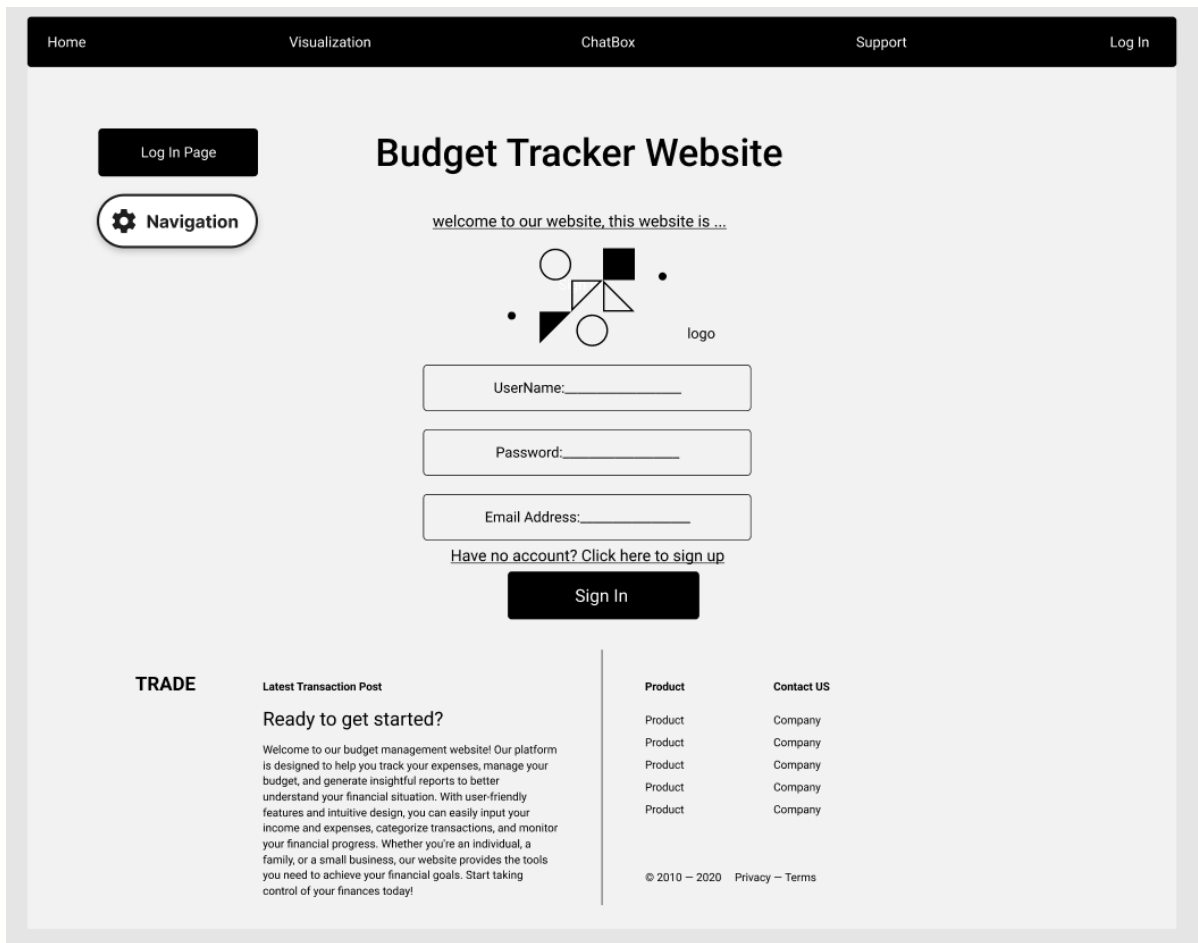 Home Visualization ChatBox Support Log In
Log In Page
Budget Tracker Website
Navigation
welcome to our website, this website is ...
logo
UserName:__________________
Password:__________________
Email Address:_________________
Have no account? Click here to sign up
Sign In
TRADE
Latest Transaction Post
Ready to get started?
Welcome to our budget management website! Our platform
is designed to help you track your expenses, manage your
budget, and generate insightful reports to better
understand your financial situation. With user-friendly
features and intuitive design, you can easily input your
income and expenses, categorize transactions, and monitor
your financial progress. Whether you're an individual, a
family, or a small business, our website provides the tools
you need to achieve your financial goals. Start taking
control of your finances today!
Product Contact US
Product Company
Product Company
Product Company
Product Company
Product Company
© 2010 — 2020 Privacy — Terms